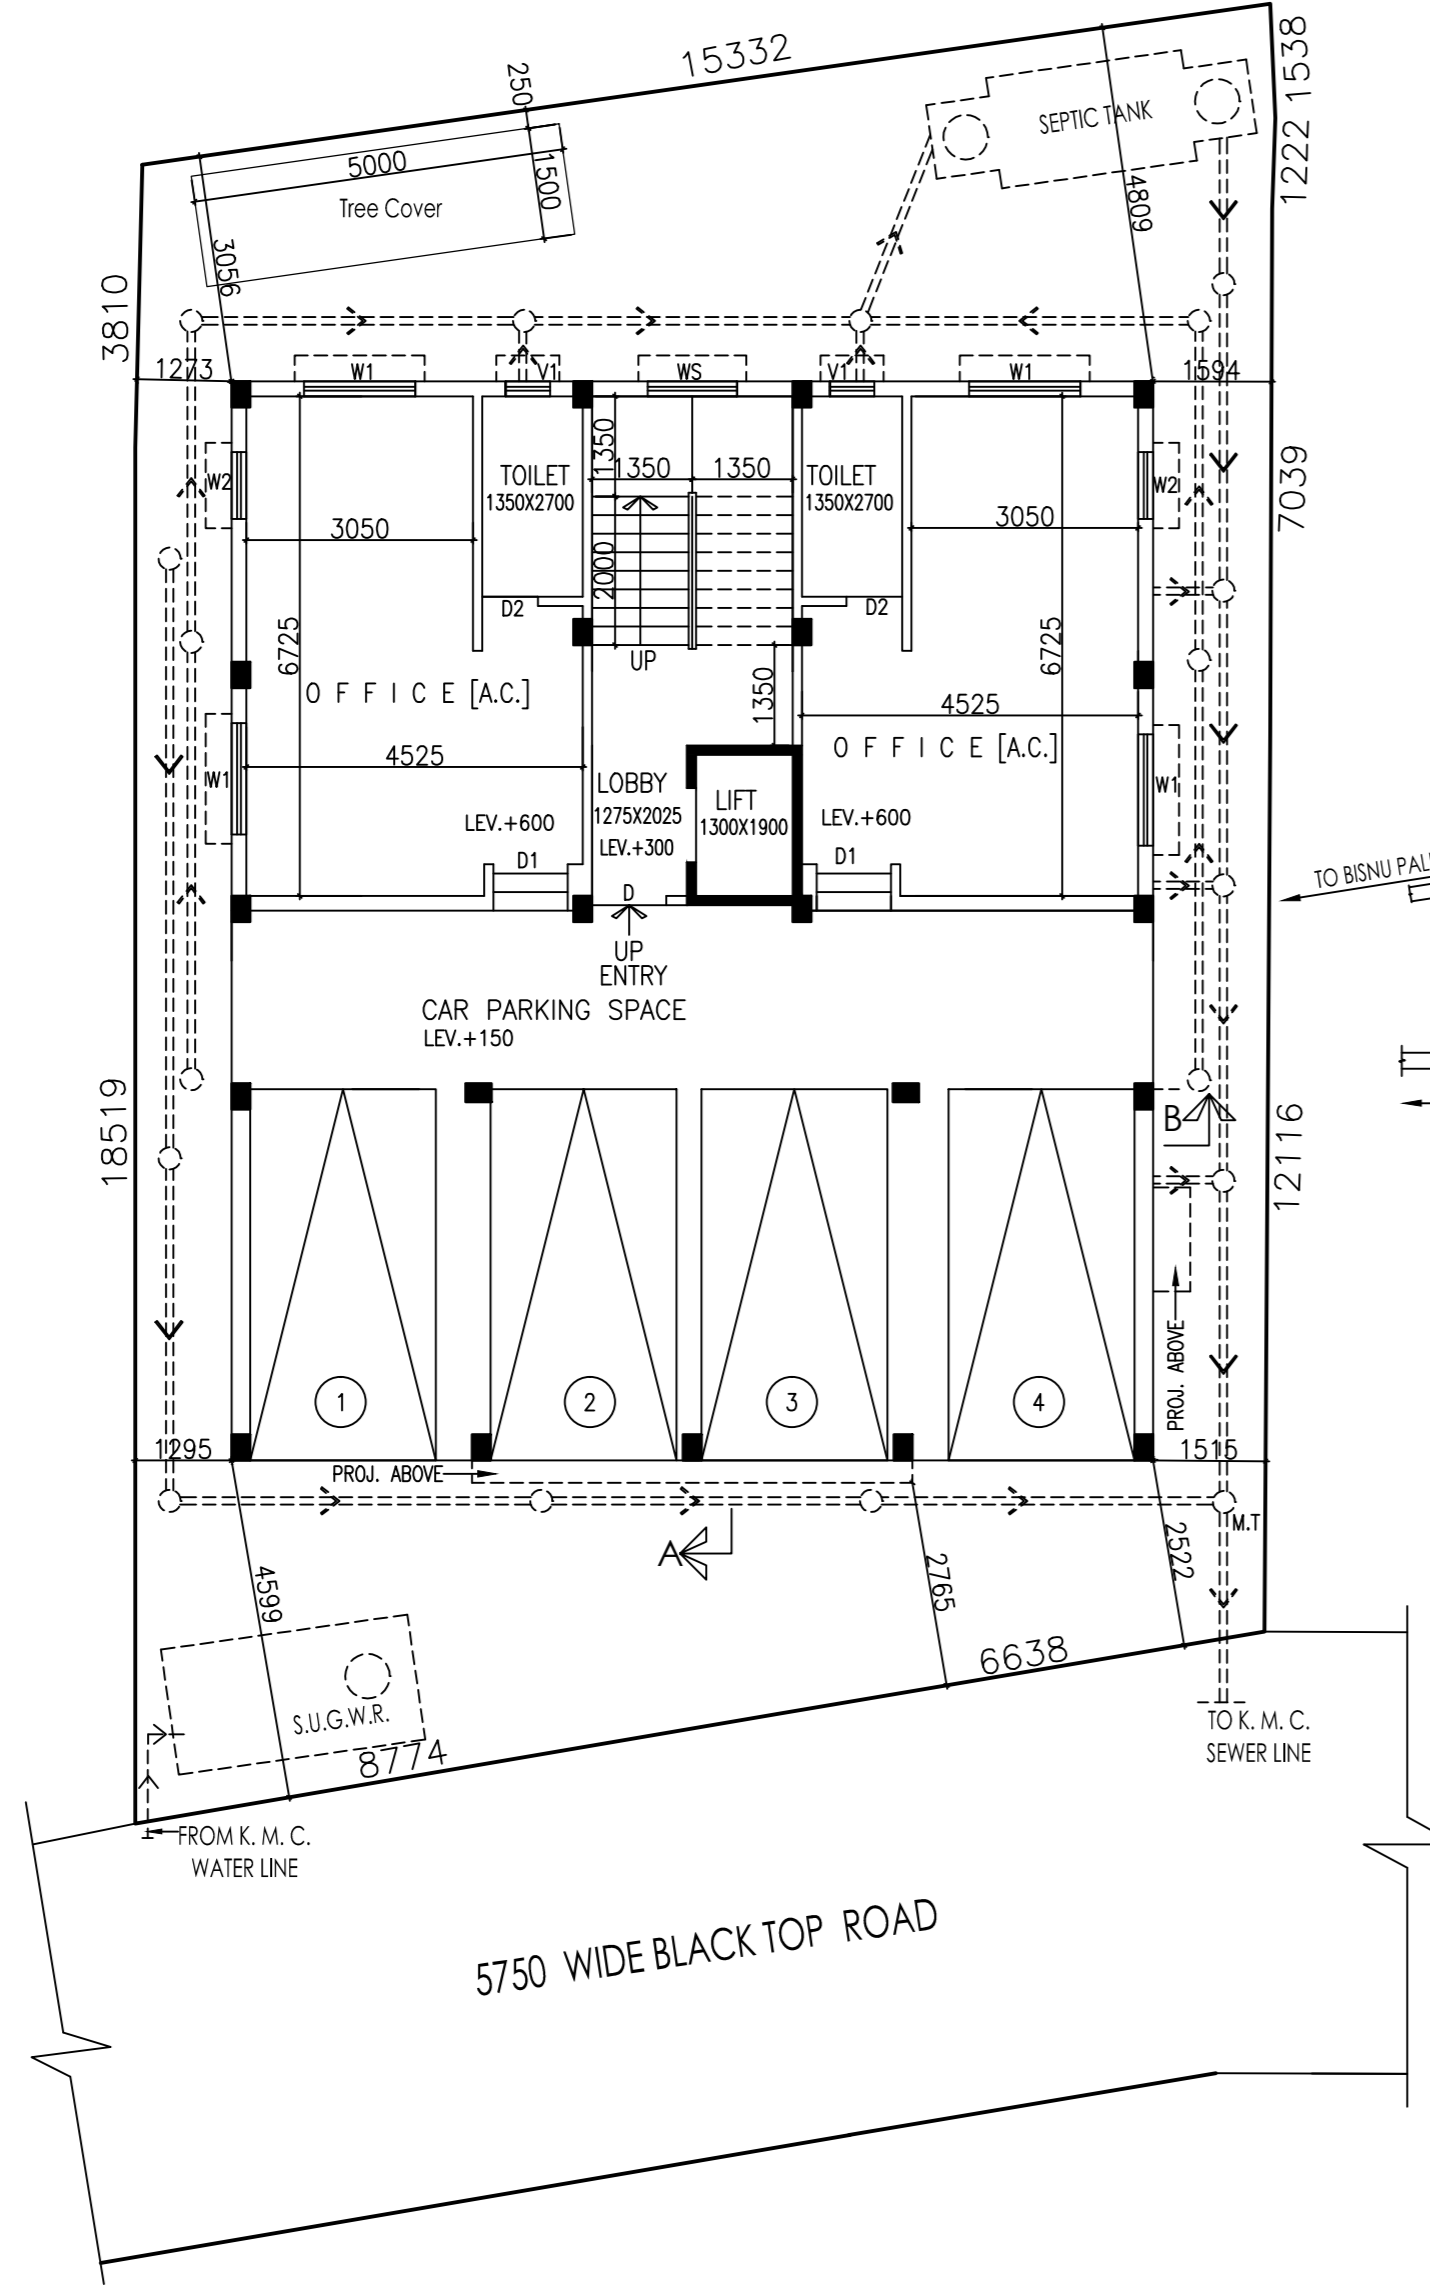 15332
1538
250
SEPTIC TANK
1222
5000
1500
Tree Cover
4809
3056
3810
1273
W1
V1
WS
V1
W1
1594
1350
7039
TOILET
1350X2700
1350
1350
TOILET
1350X2700
W2
W2
3050
3050
2000
D2
D2
6725
6725
UP
O F F I C E [A.C.]
1350
4525
O F F I C E [A.C.]
4525
W1
W1
LOBBY
1275X2025
LEV.+300
LIFT
1300X1900
LEV.+600
LEV.+600
D1
D1
TO BISNU PAL
D
UP
ENTRY
CAR PARKING SPACE
LEV.+150
18519
B
12116
PROJ. ABOVE
1
2
3
4
1295
1515
PROJ. ABOVE
M.T
A
4599
2765
2522
6638
S.U.G.W.R.
8774
TO K. M. C.
SEWER LINE
FROM K. M. C.
WATER LINE
5750 WIDE BLACK TOP ROAD